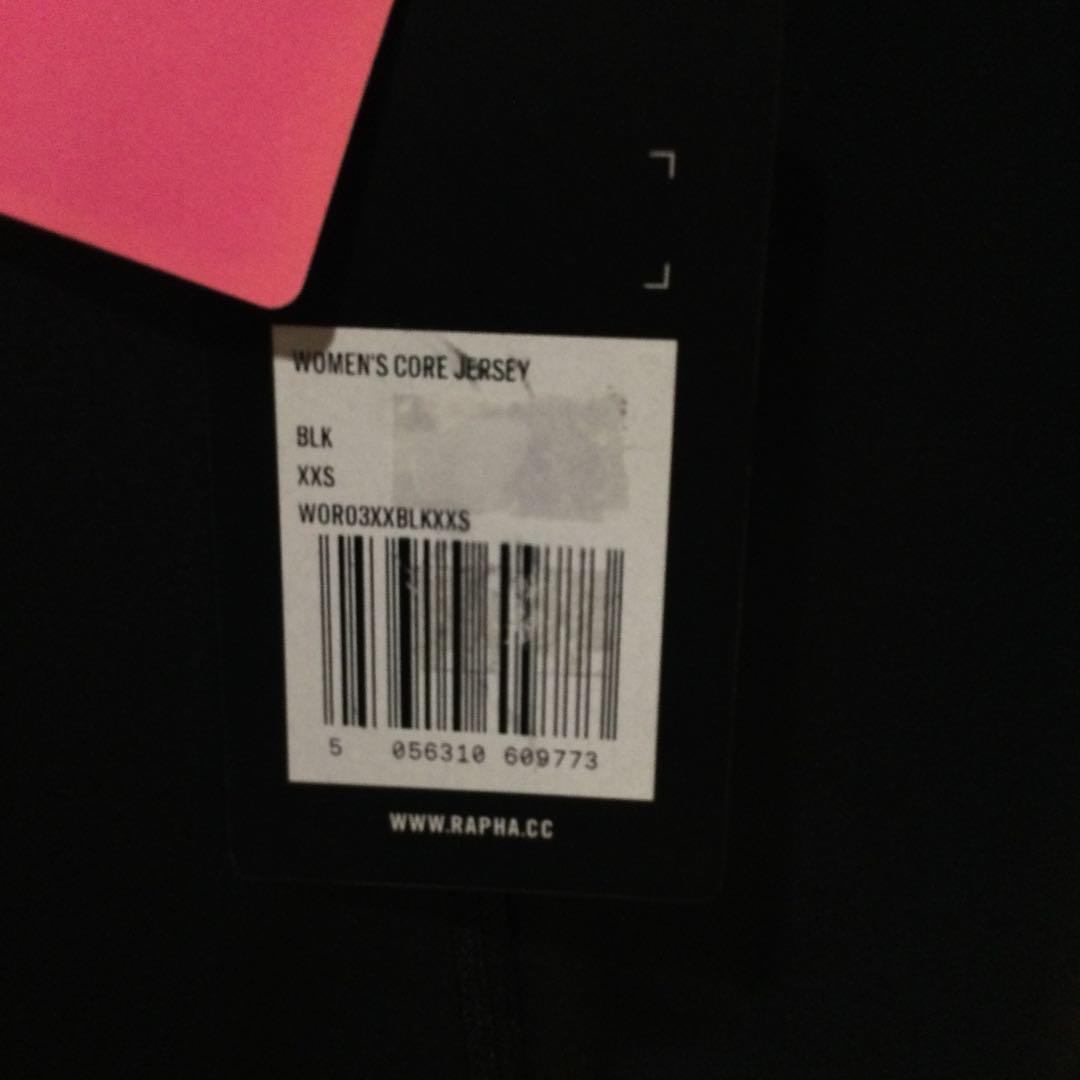 WOMEN'S CORE JERSEY
BLK
XXS
WOR03XXBLKXXS
5 056310 609773
WWW.RAPHA.CC